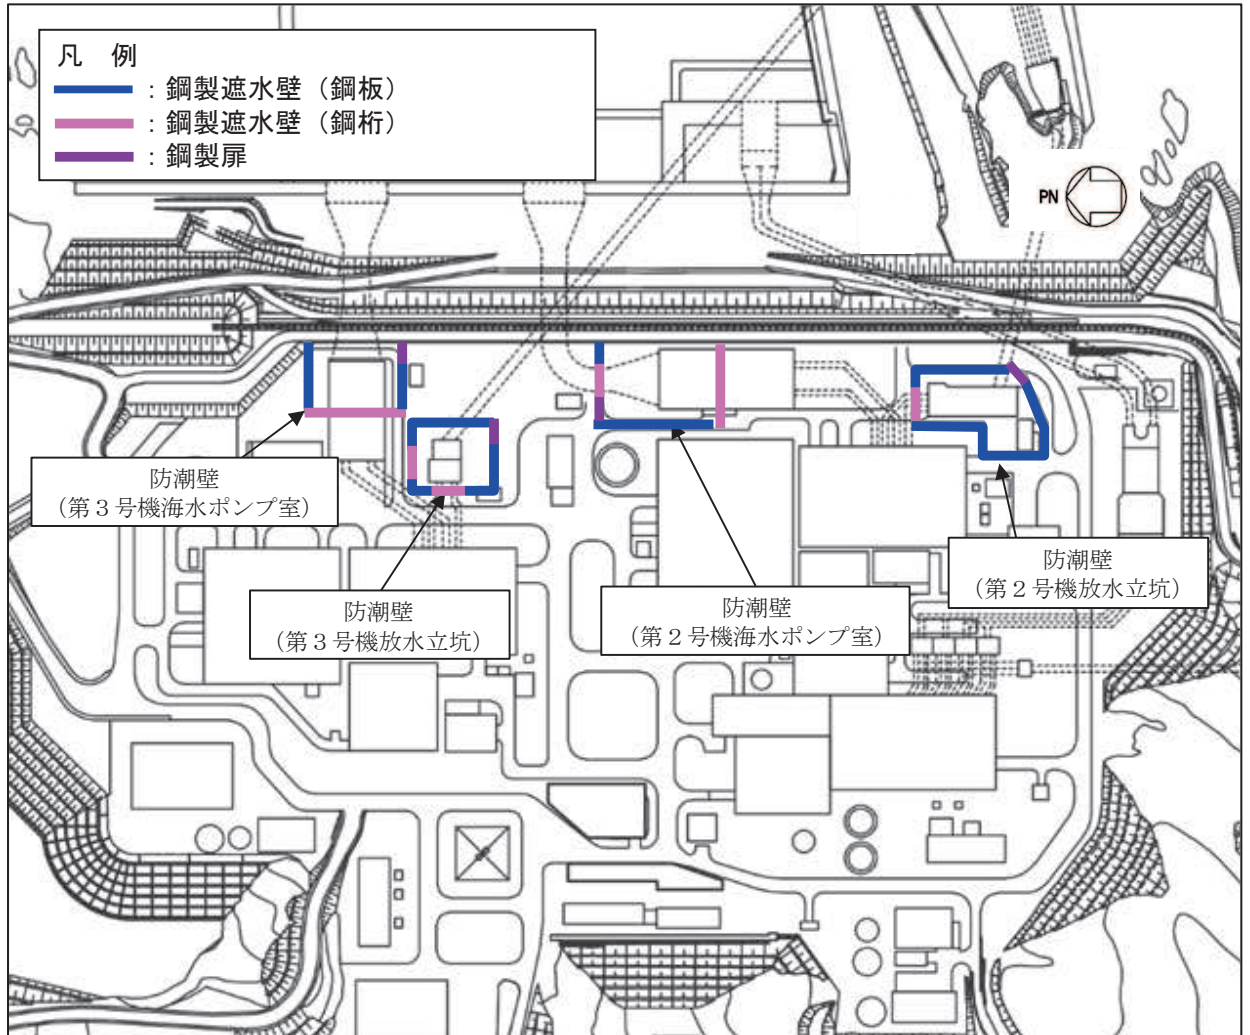 凡　例
：鋼製遮水壁（鋼板）
：鋼製遮水壁（鋼桁）
：鋼製扉
PN
防潮壁
（第３号機海水ポンプ室）
防潮壁
（第３号機放水立坑）
防潮壁
（第２号機海水ポンプ室）
防潮壁
（第２号機放水立坑）